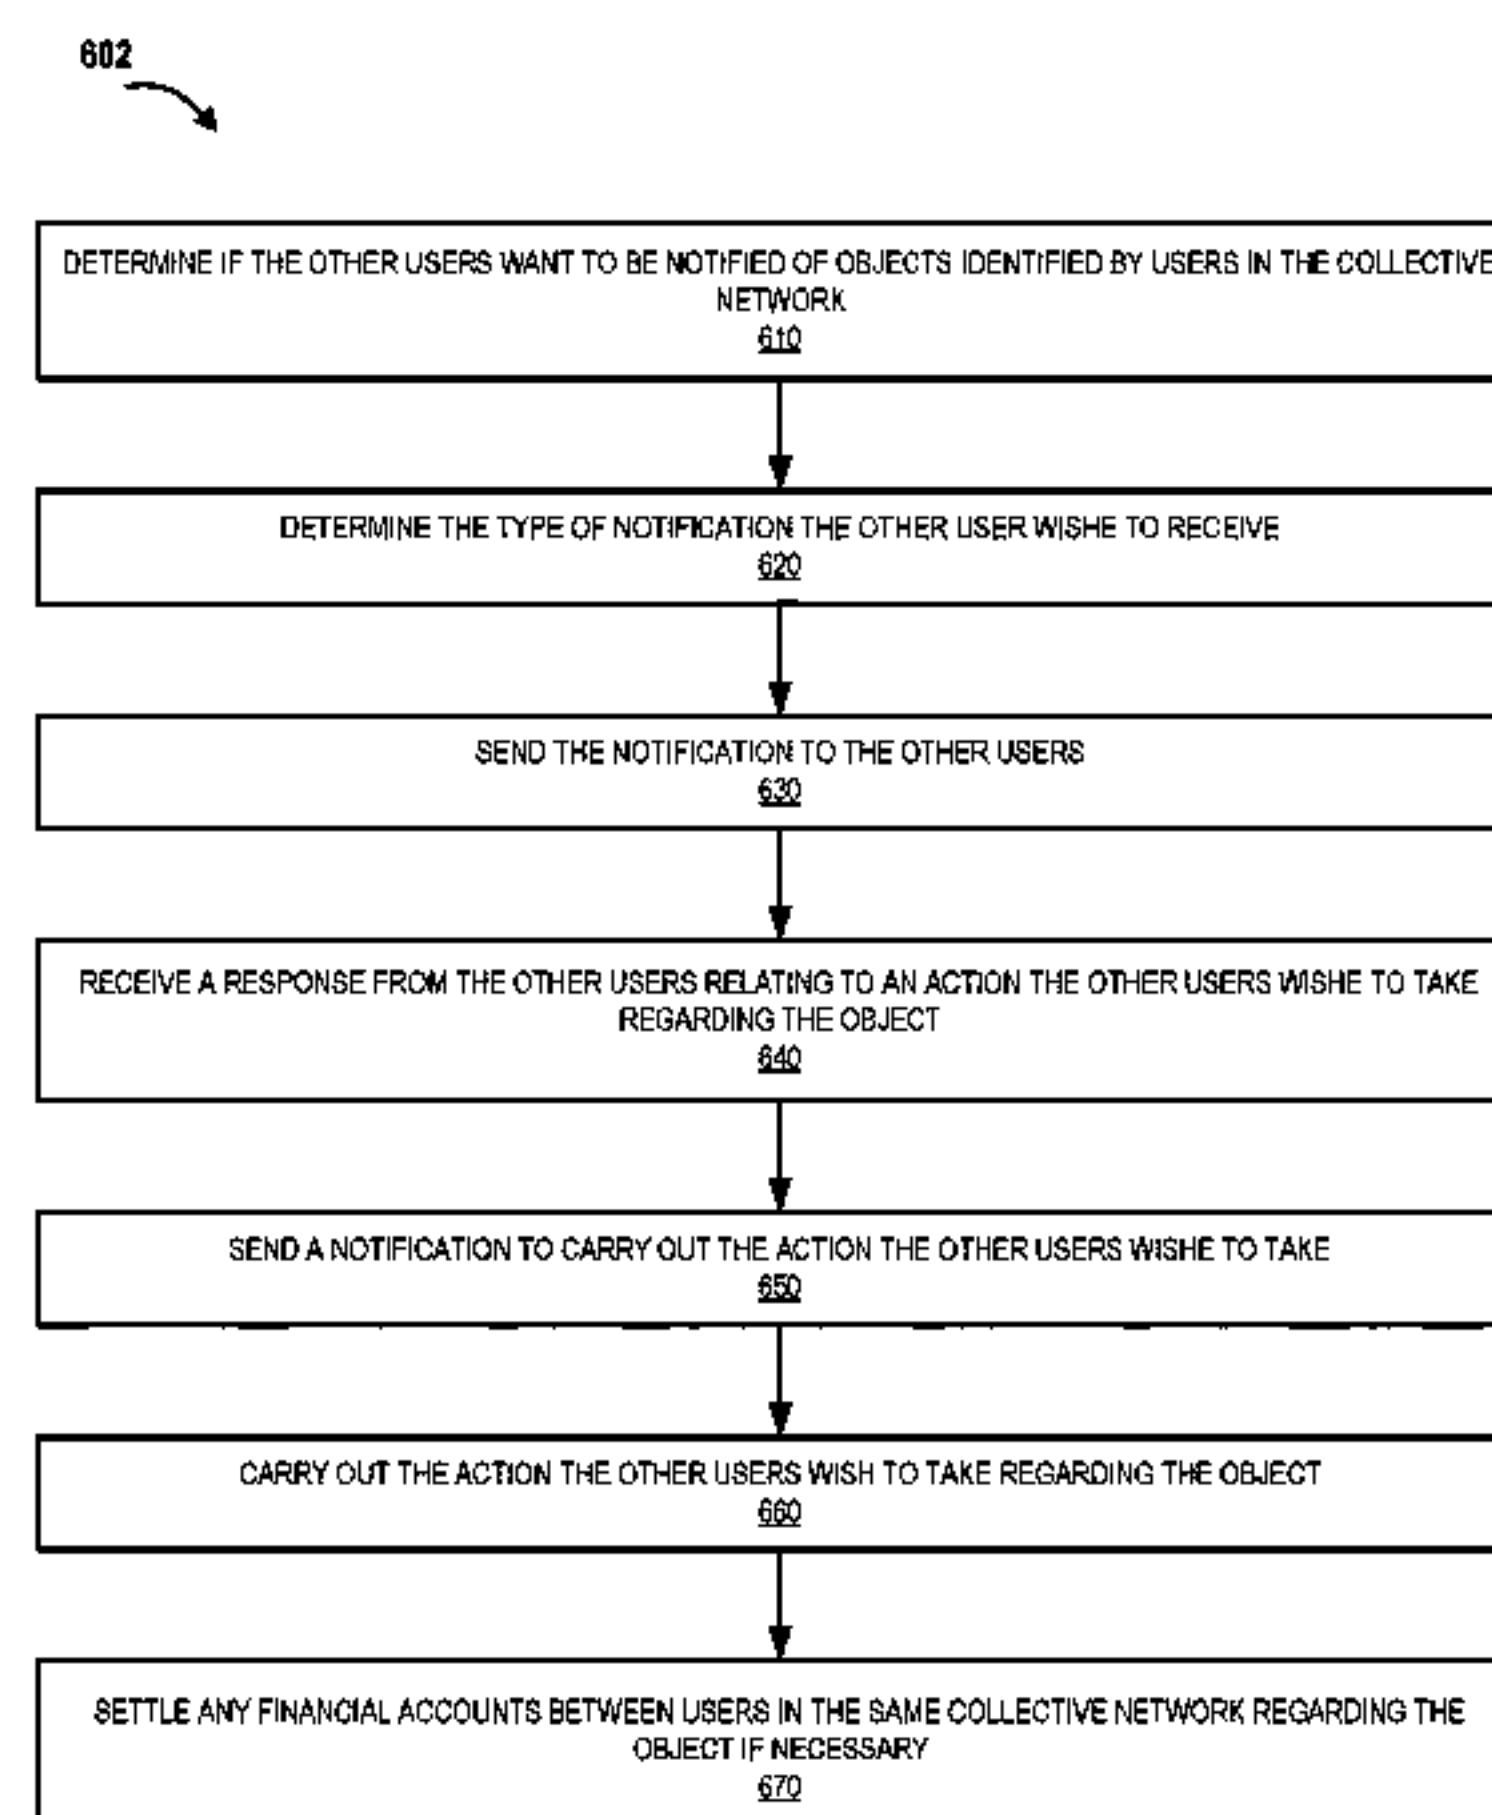 602
DETERMINE IF THE OTHER USERS WANT TO BE NOTIFIED OF OBJECTS IDENTIFIED BY USERS IN THE COLLECTIVE
NETWORK
610
DETERMINE THE TYPE OF NOTIFICATION THE OTHER USER WISHE TO RECEIVE
620
SEND THE NOTIFICATION TO THE OTHER USERS
630
RECEIVE A RESPONSE FROM THE OTHER USERS RELATING TO AN ACTION THE OTHER USERS WISHE TO TAKE
REGARDING THE OBJECT
640
SEND A NOTIFICATION TO CARRY OUT THE ACTION THE OTHER USERS WISHE TO TAKE
650
CARRY OUT THE ACTION THE OTHER USERS WISH TO TAKE REGARDING THE OBJECT
660
SETTLE ANY FINANCIAL ACCOUNTS BETWEEN USERS IN THE SAME COLLECTIVE NETWORK REGARDING THE
OBJECT IF NECESSARY
670